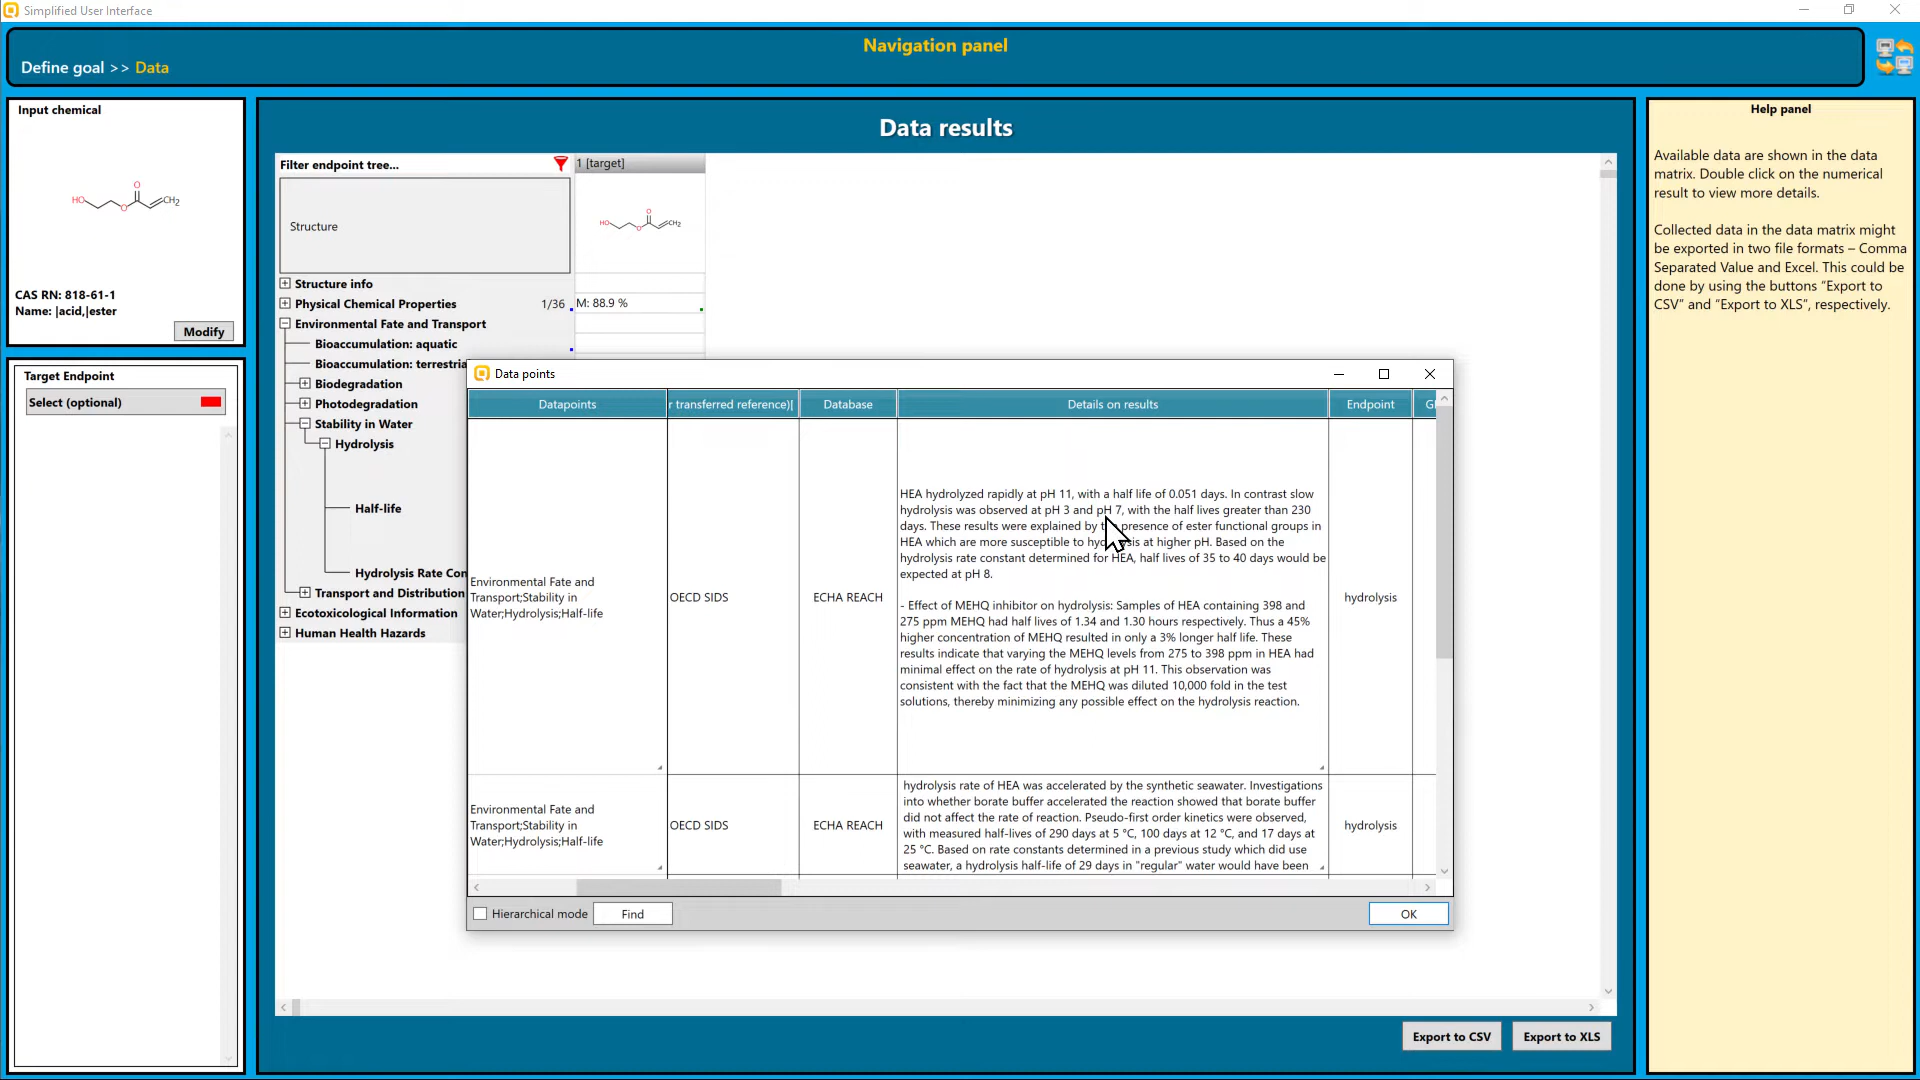 Simplified User Interface
Navigation panel
Define goal >> Data
Input chemical
HO
O
O
CH2
CAS RN: 818-61-1
Name: |acid,|ester
Modify
Target Endpoint
Select (optional)
Data results
Filter endpoint tree...
1 [target]
Structure
HO
O
O
CH2
Structure info
Physical Chemical Properties 1/36
M: 88.9 %
Environmental Fate and Transport
Bioaccumulation: aquatic
Bioaccumulation: terrestria
Biodegradation
Photodegradation
Stability in Water
Hydrolysis
Half-life
Hydrolysis Rate Con
Transport and Distribution
Ecotoxicological Information
Human Health Hazards
Data points
Datapoints
r transferred reference)[
Database
Details on results
Endpoint
Environmental Fate and
Transport;Stability in
Water;Hydrolysis;Half-life
OECD SIDS
ECHA REACH
HEA hydrolyzed rapidly at pH 11, with a half life of 0.051 days. In contrast slow
hydrolysis was observed at pH 3 and pH 7, with the half lives greater than 230
days. These results were explained by the presence of ester functional groups in
HEA which are more susceptible to hydrolysis at higher pH. Based on the
hydrolysis rate constant determined for HEA, half lives of 35 to 40 days would be
expected at pH 8.
- Effect of MEHQ inhibitor on hydrolysis: Samples of HEA containing 398 and
275 ppm MEHQ had half lives of 1.34 and 1.30 hours respectively. Thus a 45%
higher concentration of MEHQ resulted in only a 3% longer half life. These
results indicate that varying the MEHQ levels from 275 to 398 ppm in HEA had
minimal effect on the rate of hydrolysis at pH 11. This observation was
consistent with the fact that the MEHQ was diluted 10,000 fold in the test
solutions, thereby minimizing any possible effect on the hydrolysis reaction.
hydrolysis
Environmental Fate and
Transport;Stability in
Water;Hydrolysis;Half-life
OECD SIDS
ECHA REACH
hydrolysis rate of HEA was accelerated by the synthetic seawater. Investigations
into whether borate buffer accelerated the reaction showed that borate buffer
did not affect the rate of reaction. Pseudo-first order kinetics were observed,
with measured half-lives of 290 days at 5 °C, 100 days at 12 °C, and 17 days at
25 °C. Based on rate constants determined in a previous study which did use
seawater, a hydrolysis half-life of 29 days in "regular" water would have been
hydrolysis
Hierarchical mode
Find
OK
Export to CSV
Export to XLS
Help panel
Available data are shown in the data
matrix. Double click on the numerical
result to view more details.
Collected data in the data matrix might
be exported in two file formats – Comma
Separated Value and Excel. This could be
done by using the buttons “Export to
CSV” and “Export to XLS”, respectively.